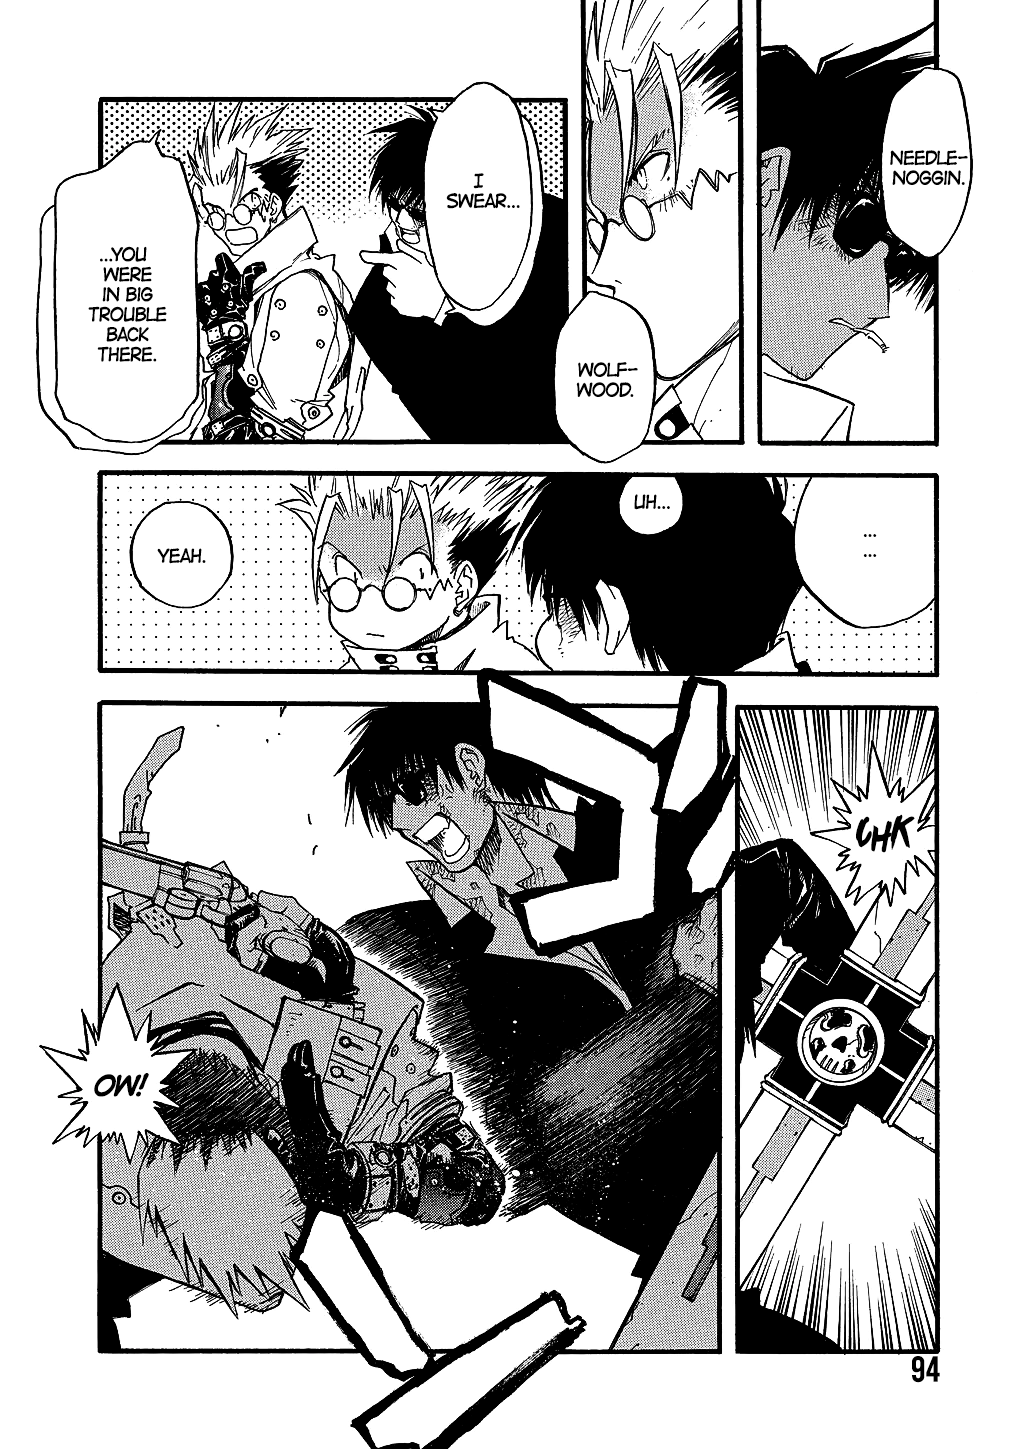 NEEDLE-
NOGGIN.
WOLF-
WOOD.
I
SWEAR...
...YOU
WERE
IN BIG
TROUBLE
BACK
THERE.
...
...
UH...
YEAH.
CHK
OW!
94